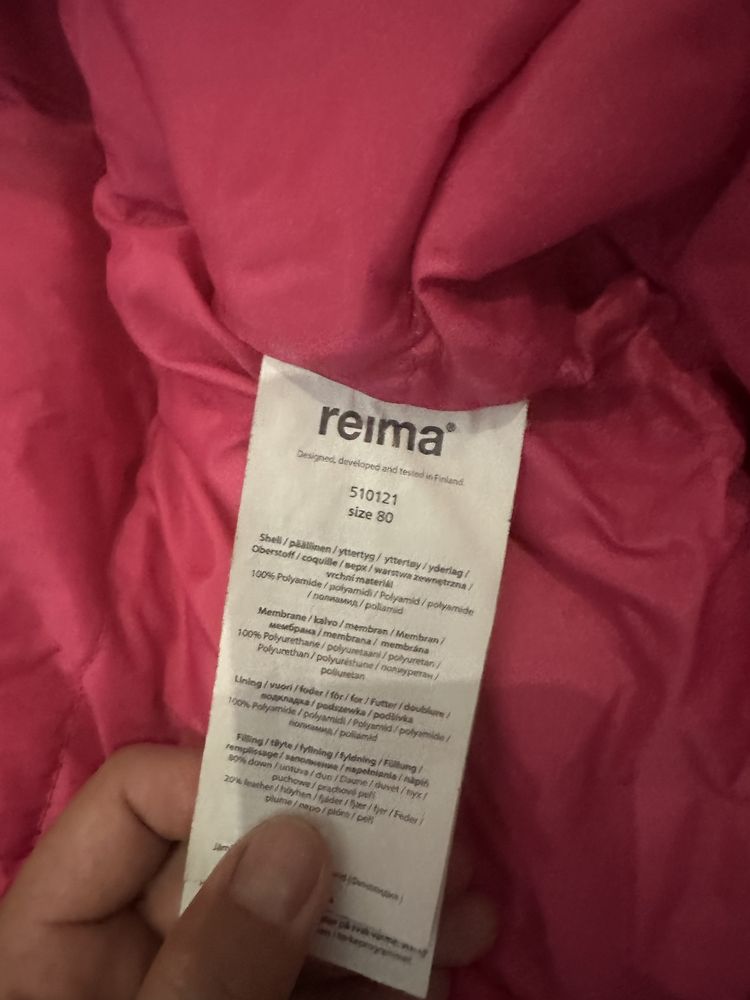 reima®
Designed, developed and tested in Finland.
510121
size 80
Shell / päällinen / yttertyg / yttertøy / yderlag /
Oberstoff / coquille / верх / warstwa zewnętrzna /
vrchní materiál
100% Polyamide / polyamidi / Polyamid / polyamide
/ полиамид / poliamid
Membrane / kalvo / membran / Membran /
мембрана / membrana / membrána
100% Polyurethane / polyuretaani / polyuretan /
Polyurethan / polyuréthane / полиуретан /
poliuretan
Lining / vuori / foder / fôr / for / Futter / doublure /
подкладка / podszewka / podšívka
100% Polyamide / polyamidi / Polyamid / polyamide /
полиамид / poliamid
Filling / täyte / fyllning / fyldning / Füllung /
remplissage / заполнение / napełniania / náplň
80% down / untuva / dun / Daune / duvet / пух /
puchowe / prachové peří
20% feather / höyhen / fjäder / fjær / fjer / Feder /
plume / перо / pióro / peří